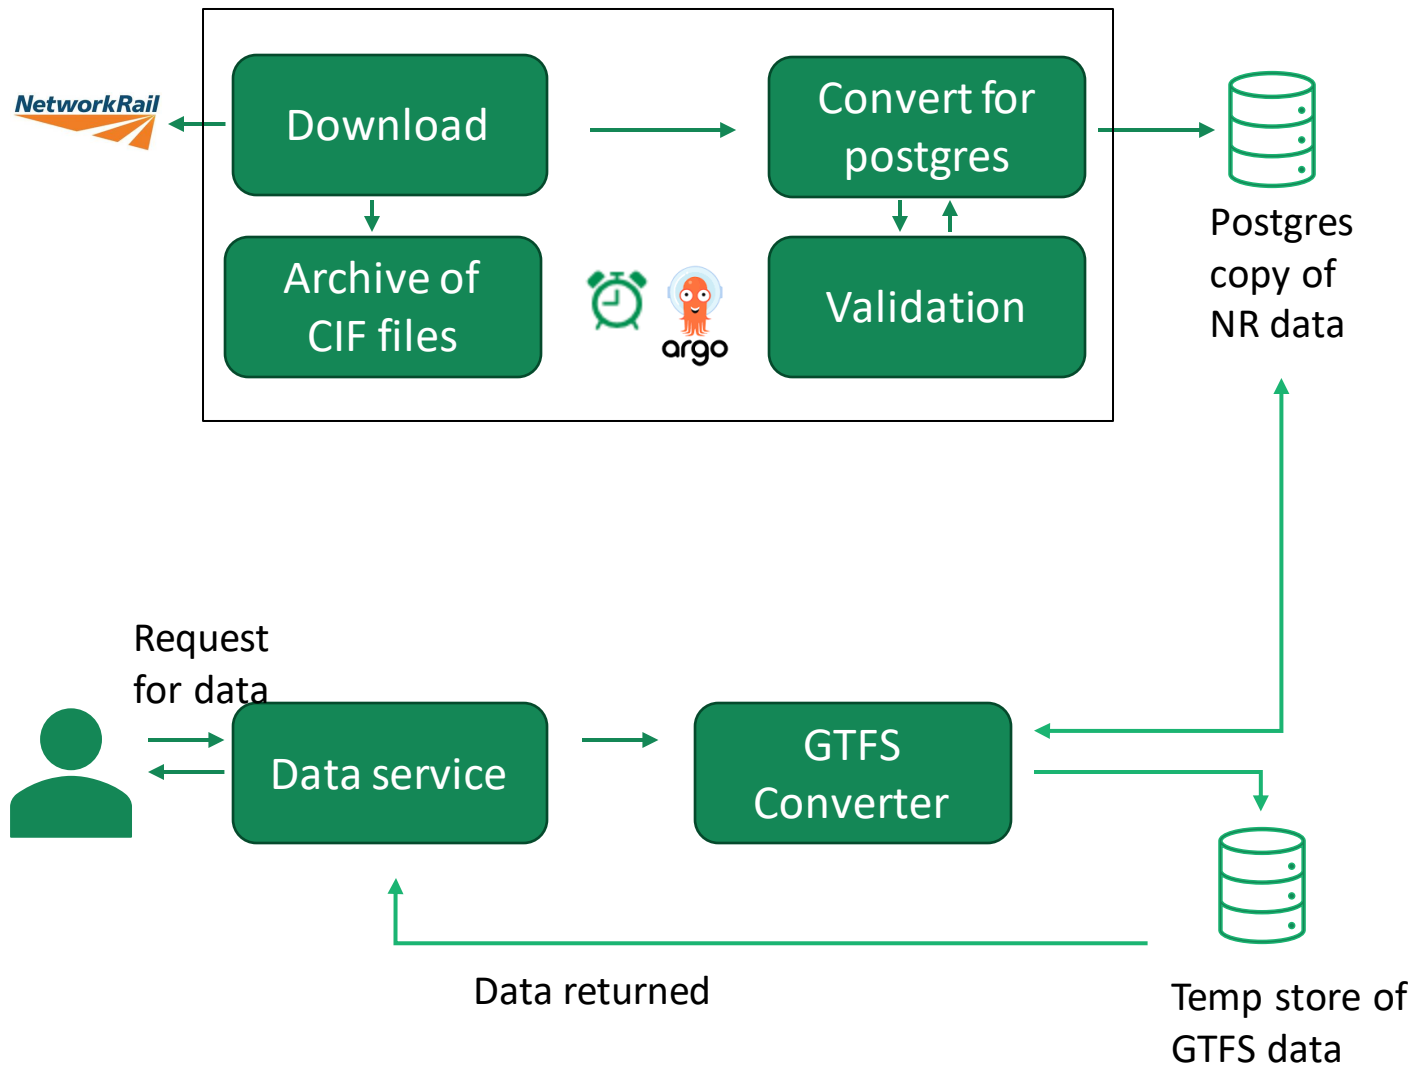 NetworkRail
Download
Convert for
postgres
Archive of
CIF files
argo
Validation
Postgres
copy of
NR data
Request
for data
Data service
GTFS
Converter
Data returned
Temp store of
GTFS data